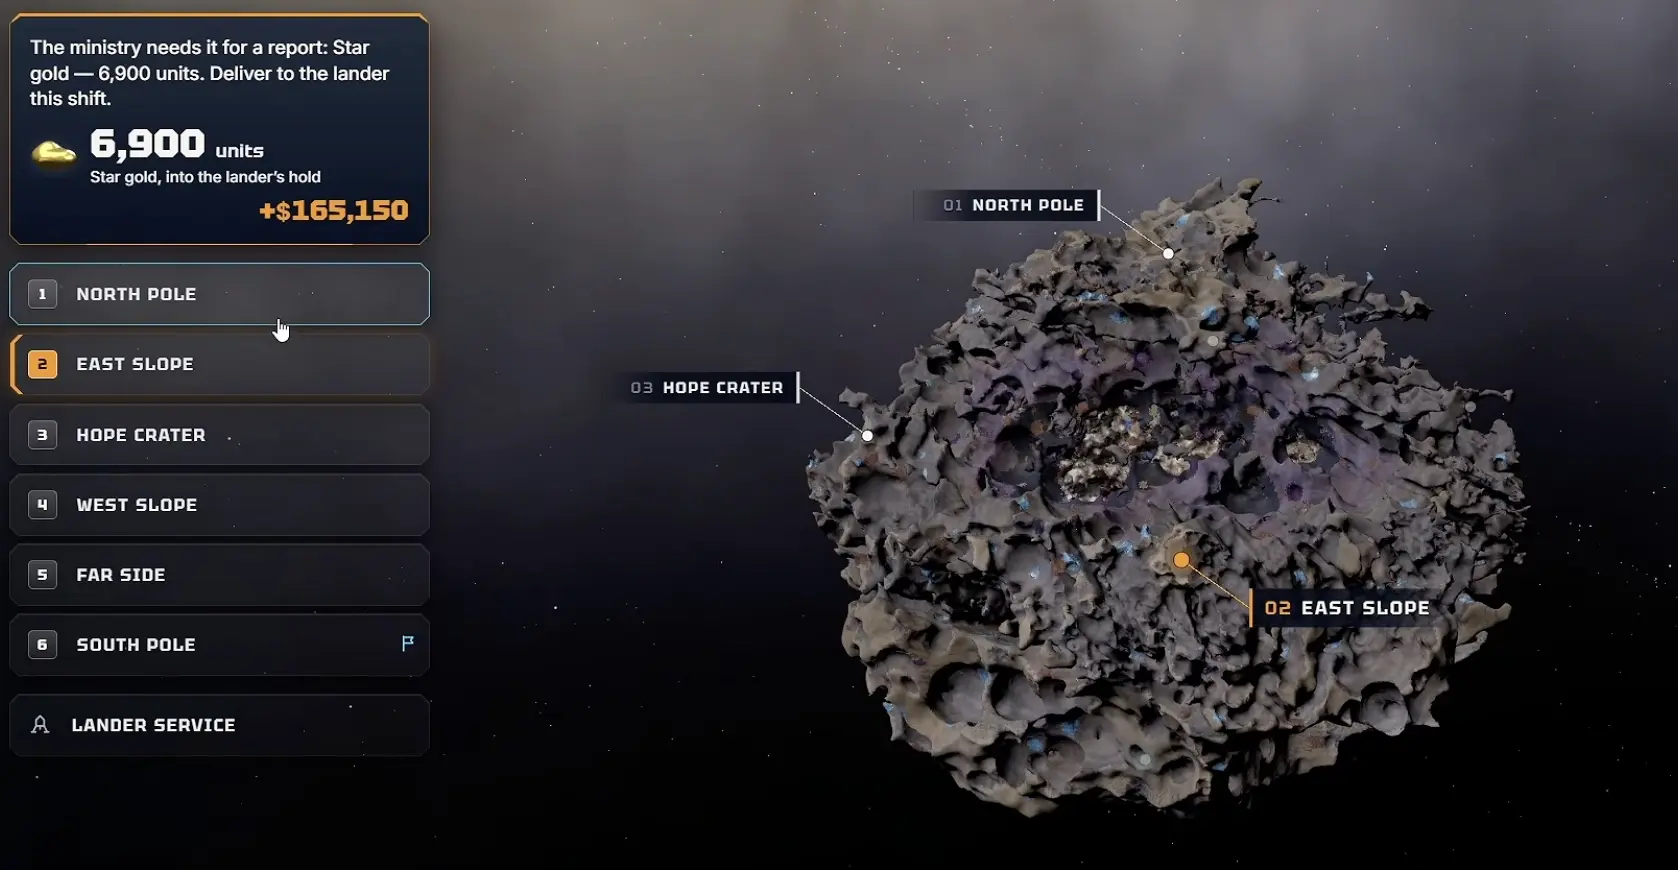 The ministry needs it for a report: Star
gold — 6,900 units. Deliver to the lander
this shift.
6,900 units
Star gold, into the lander's hold
+$165,150
1 NORTH POLE
2 EAST SLOPE
3 HOPE CRATER
4 WEST SLOPE
5 FAR SIDE
6 SOUTH POLE
LANDER SERVICE
01 NORTH POLE
03 HOPE CRATER
02 EAST SLOPE